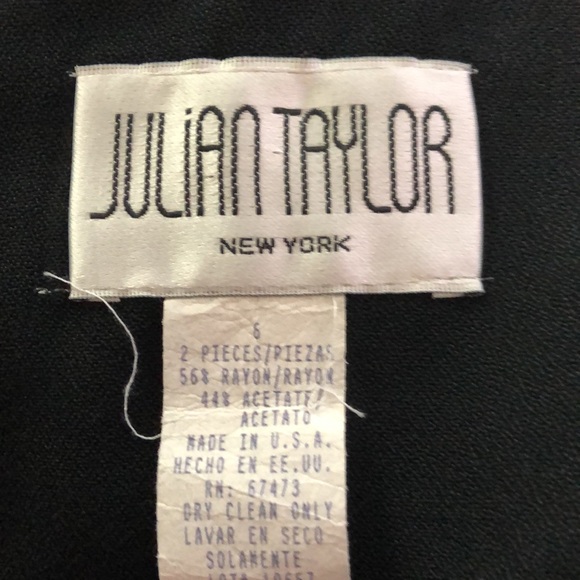 JULiAN TAYLOR
NEW YORK
6
2 PIECES/PIEZAS
56% RAYON/RAYON
44% ACETATE/
ACETATO
MADE IN U.S.A.
HECHO EN EE.UU.
RN: 67473
DRY CLEAN ONLY
LAVAR EN SECO
SOLAMENTE